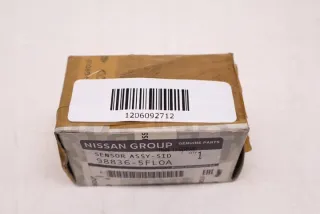 1206092712
NISSAN GROUP
GENUINE PARTS
SENSOR ASSY-SID
98836-5FL0A
1